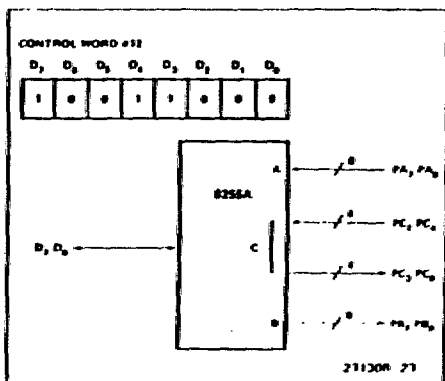 CONTROL WORD #12
D7 D6 D5 D4 D3 D2 D1 D0
1 0 0 1 1 0 0 0
8255A
A
8
PA7 PA0
4
PC7 PC4
D7 D0
C
4
PC3 PC0
B
8
PB7 PB0
231308-23